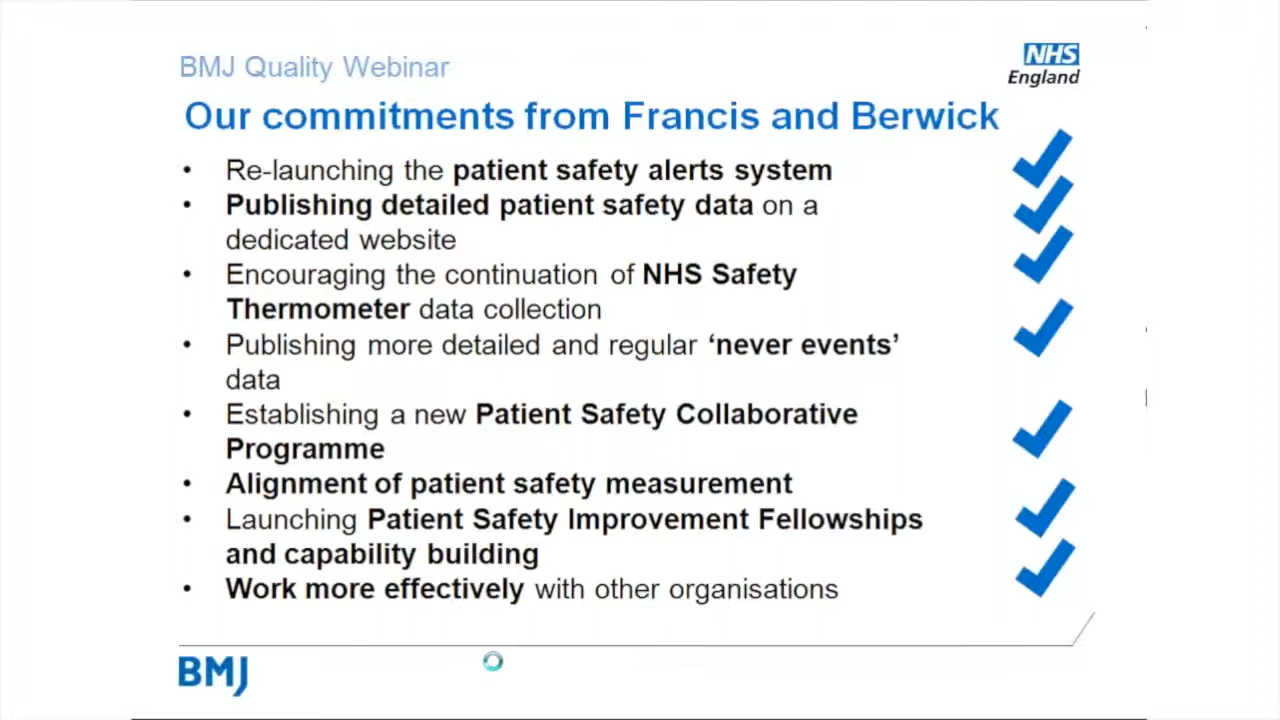 BMJ Quality Webinar
NHS
England
Our commitments from Francis and Berwick
• Re-launching the patient safety alerts system
• Publishing detailed patient safety data on a
dedicated website
• Encouraging the continuation of NHS Safety
Thermometer data collection
• Publishing more detailed and regular ‘never events’
data
• Establishing a new Patient Safety Collaborative
Programme
• Alignment of patient safety measurement
• Launching Patient Safety Improvement Fellowships
and capability building
• Work more effectively with other organisations
BMJ